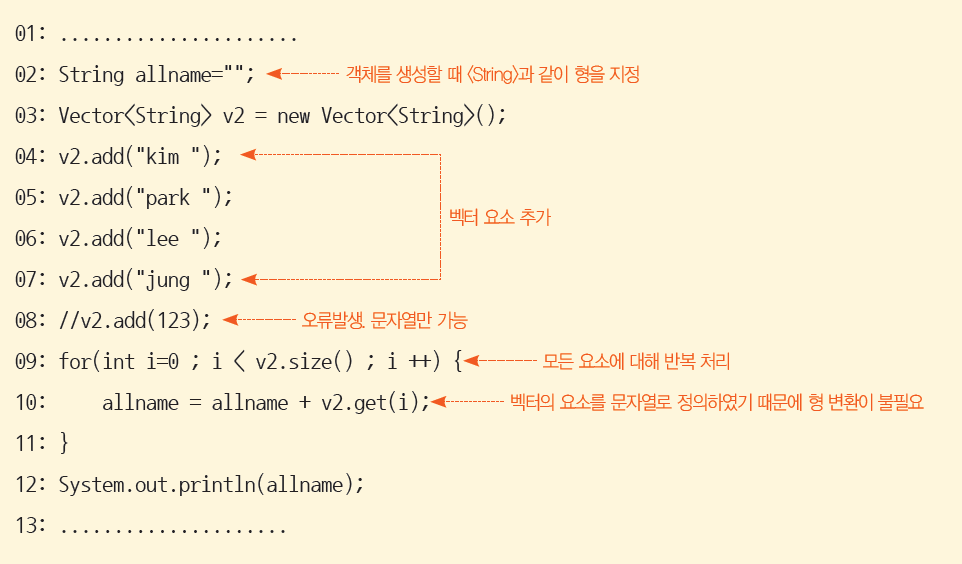 01: ......................
02: String allname=""; 객체를 생성할 때 <String>과 같이 형을 지정
03: Vector<String> v2 = new Vector<String>();
04: v2.add("kim ");
05: v2.add("park ");
벡터 요소 추가
06: v2.add("lee ");
07: v2.add("jung ");
08: //v2.add(123); 오류발생. 문자열만 가능
09: for(int i=0 ; i < v2.size() ; i ++) { 모든 요소에 대해 반복 처리
10: allname = allname + v2.get(i); 벡터의 요소를 문자열로 정의하였기 때문에 형 변환이 불필요
11: }
12: System.out.println(allname);
13: .....................